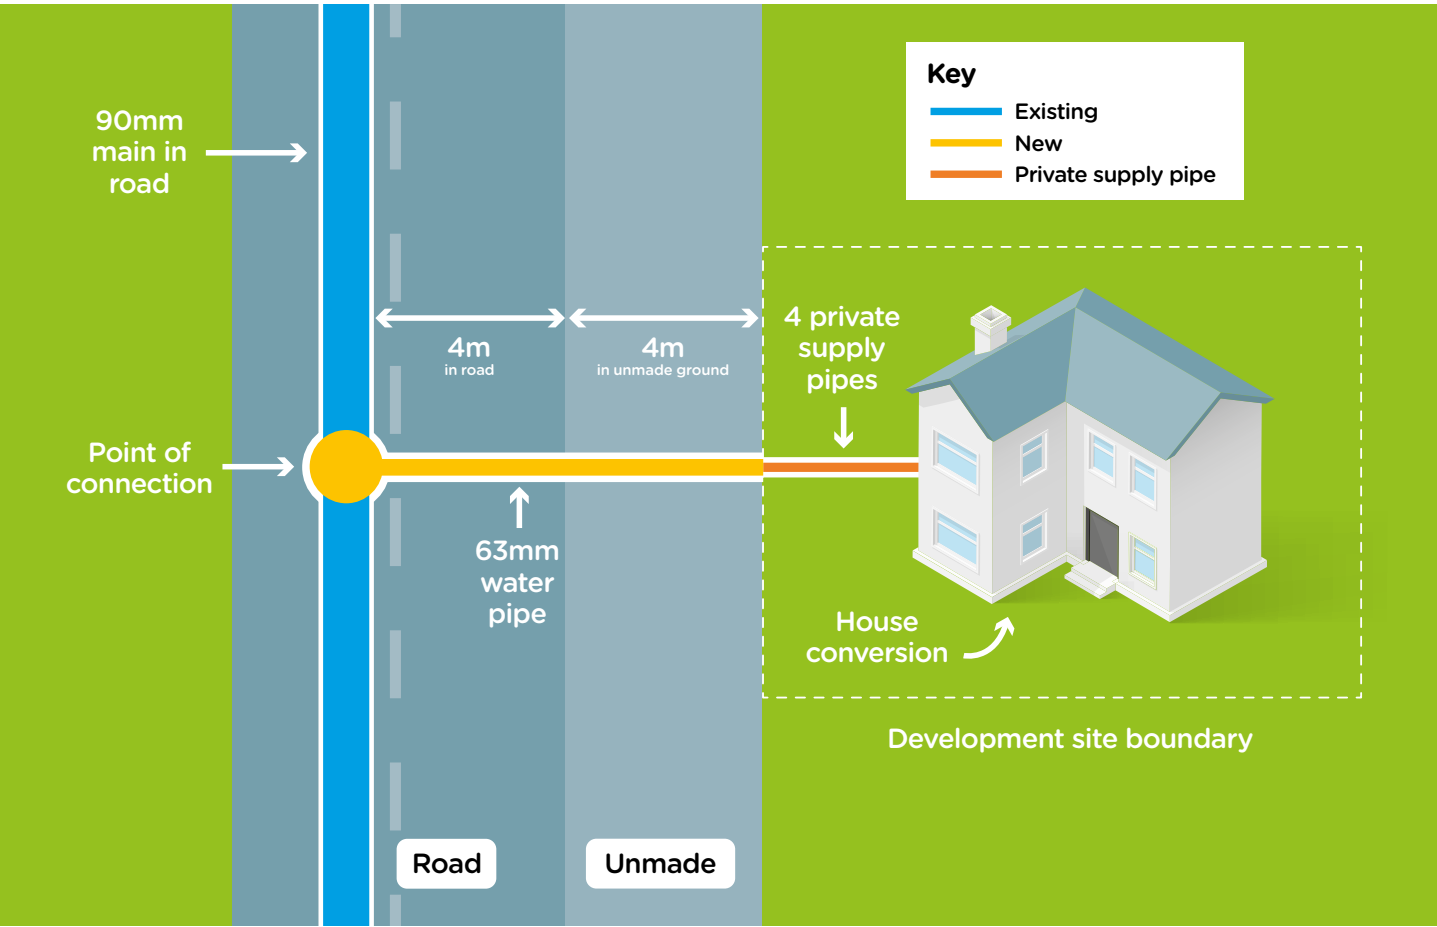 Key
Existing
New
Private supply pipe
90mm
main in
road
4m
in road
4m
in unmade ground
4 private
supply
pipes
Point of
connection
63mm
water
pipe
House
conversion
Development site boundary
Road
Unmade